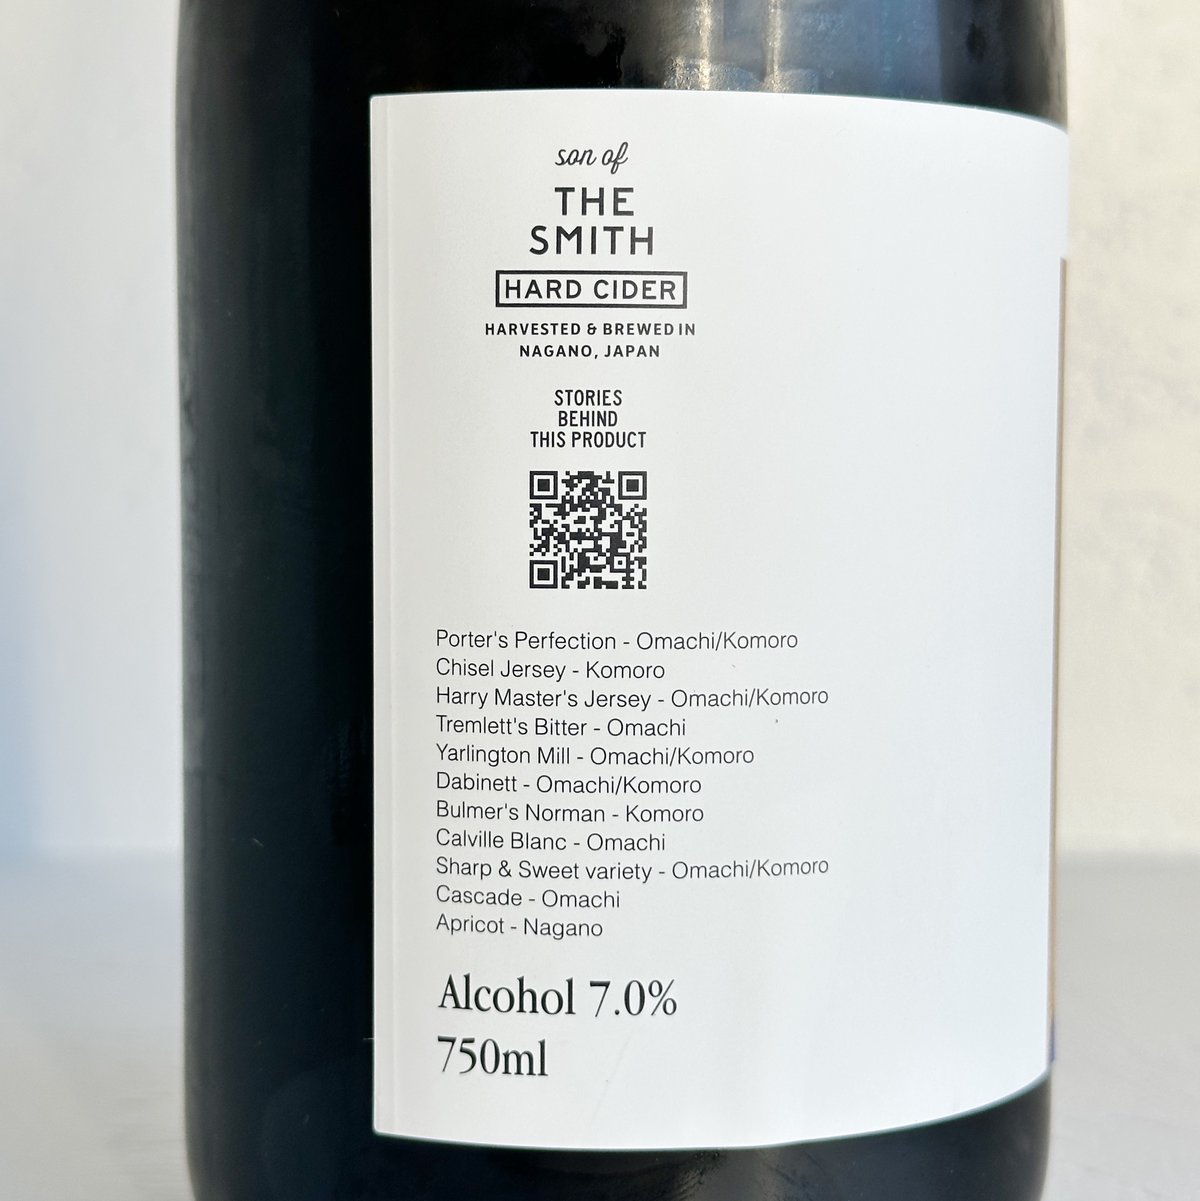 son of
THE
SMITH
HARD CIDER
HARVESTED & BREWED IN
NAGANO, JAPAN
STORIES
BEHIND
THIS PRODUCT
Porter's Perfection - Omachi/Komoro
Chisel Jersey - Komoro
Harry Master's Jersey - Omachi/Komoro
Tremlett's Bitter - Omachi
Yarlington Mill - Omachi/Komoro
Dabinett - Omachi/Komoro
Bulmer's Norman - Komoro
Calville Blanc - Omachi
Sharp & Sweet variety - Omachi/Komoro
Cascade - Omachi
Apricot - Nagano
Alcohol 7.0%
750ml